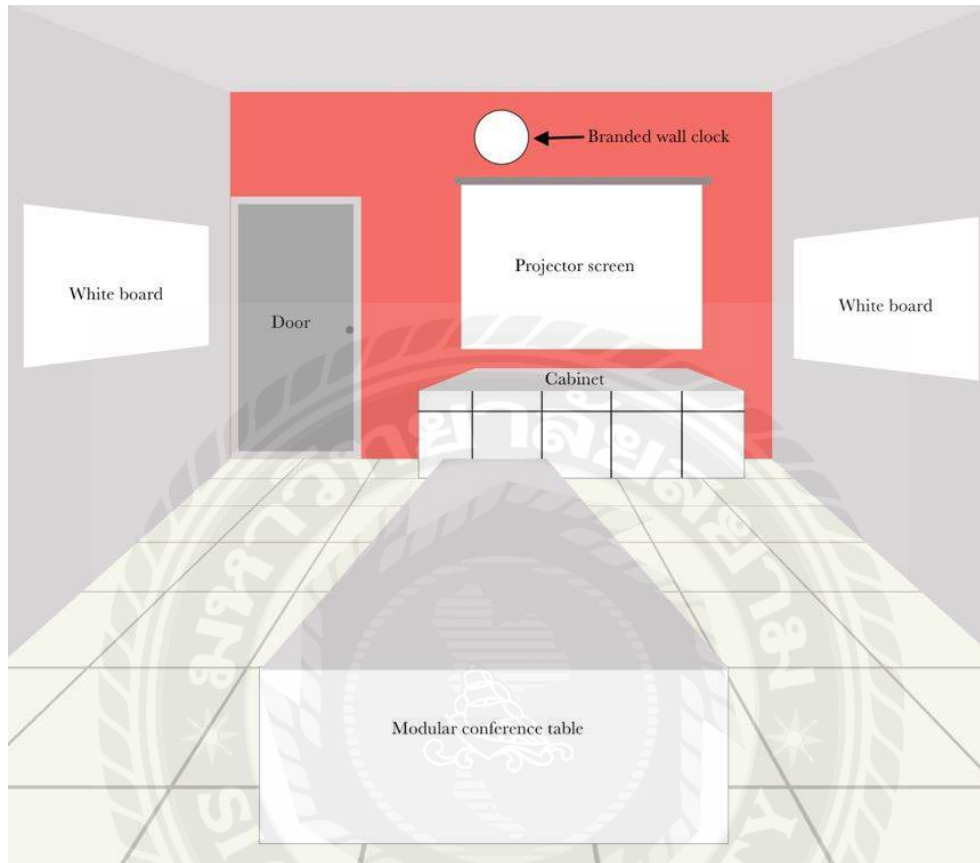 Branded wall clock
Projector screen
White board
White board
Door
Cabinet
Modular conference table